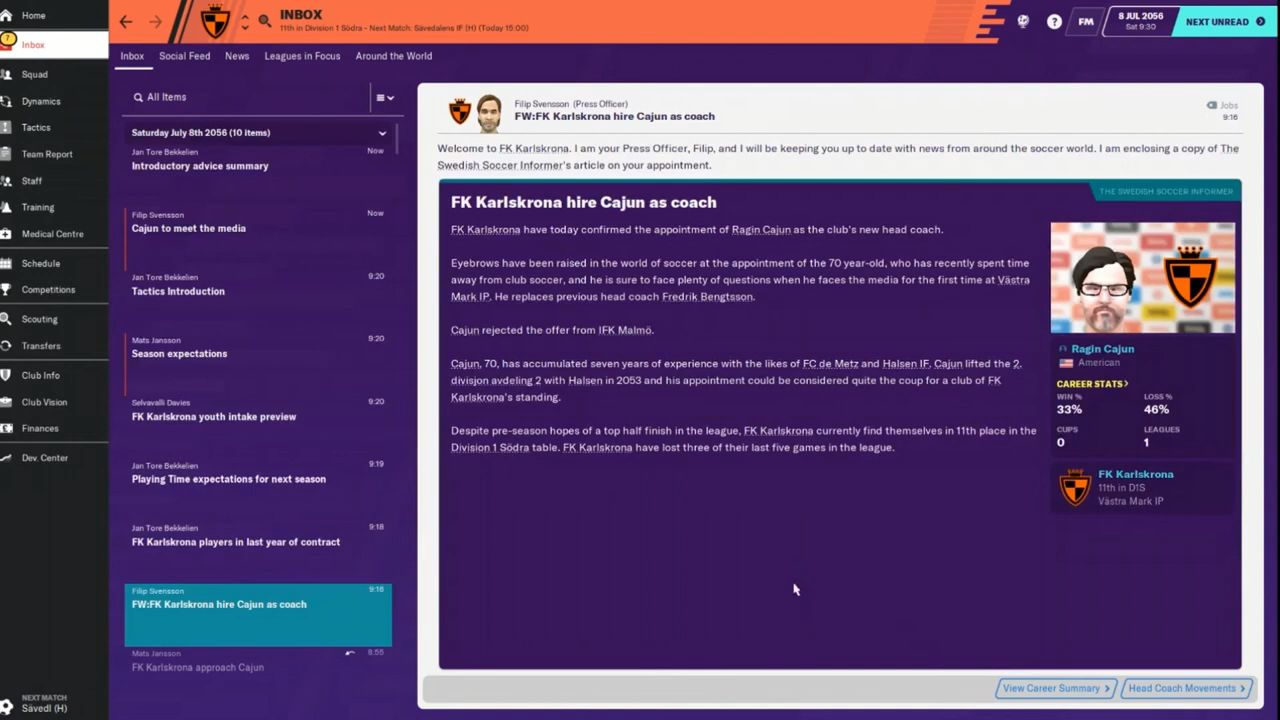 Home
INBOX
11th in Division 1 Södra - Next Match: Sävedalens IF (H) (Today 15:00)
?
FM
8 JUL 2056
Sat 9:30
NEXT UNREAD
7
Inbox
Squad
Dynamics
Tactics
Team Report
Staff
Training
Medical Centre
Schedule
Competitions
Scouting
Transfers
Club Info
Club Vision
Finances
Dev. Center
NEXT MATCH
Sävedl (H)
Inbox
Social Feed
News
Leagues in Focus
Around the World
All Items
Saturday July 8th 2056 (10 items)
Jan Tore Bekkelien
Now
Introductory advice summary
Filip Svensson
Now
Cajun to meet the media
Jan Tore Bekkelien
9:20
Tactics Introduction
Mats Jansson
9:20
Season expectations
Selvavalli Davies
9:20
FK Karlskrona youth intake preview
Jan Tore Bekkelien
9:19
Playing Time expectations for next season
Jan Tore Bekkelien
9:18
FK Karlskrona players in last year of contract
Filip Svensson
9:16
FW:FK Karlskrona hire Cajun as coach
Mats Jansson
8:55
FK Karlskrona approach Cajun
Filip Svensson (Press Officer)
FW:FK Karlskrona hire Cajun as coach
Jobs
9:16
Welcome to FK Karlskrona. I am your Press Officer, Filip, and I will be keeping you up to date with news from around the soccer world. I am enclosing a copy of The
Swedish Soccer Informer's article on your appointment.
THE SWEDISH SOCCER INFORMER
FK Karlskrona hire Cajun as coach
FK Karlskrona have today confirmed the appointment of Ragin Cajun as the club's new head coach.
Eyebrows have been raised in the world of soccer at the appointment of the 70 year-old, who has recently spent time
away from club soccer, and he is sure to face plenty of questions when he faces the media for the first time at Västra
Mark IP. He replaces previous head coach Fredrik Bengtsson.
Cajun rejected the offer from IFK Malmö.
Cajun, 70, has accumulated seven years of experience with the likes of FC de Metz and Halsen IF. Cajun lifted the 2.
divisjon avdeling 2 with Halsen in 2053 and his appointment could be considered quite the coup for a club of FK
Karlskrona's standing.
Despite pre-season hopes of a top half finish in the league, FK Karlskrona currently find themselves in 11th place in the
Division 1 Södra table. FK Karlskrona have lost three of their last five games in the league.
Ragin Cajun
American
CAREER STATS
WIN %
LOSS %
33%
46%
CUPS
LEAGUES
0
1
FK Karlskrona
11th in D1S
Västra Mark IP
View Career Summary
Head Coach Movements